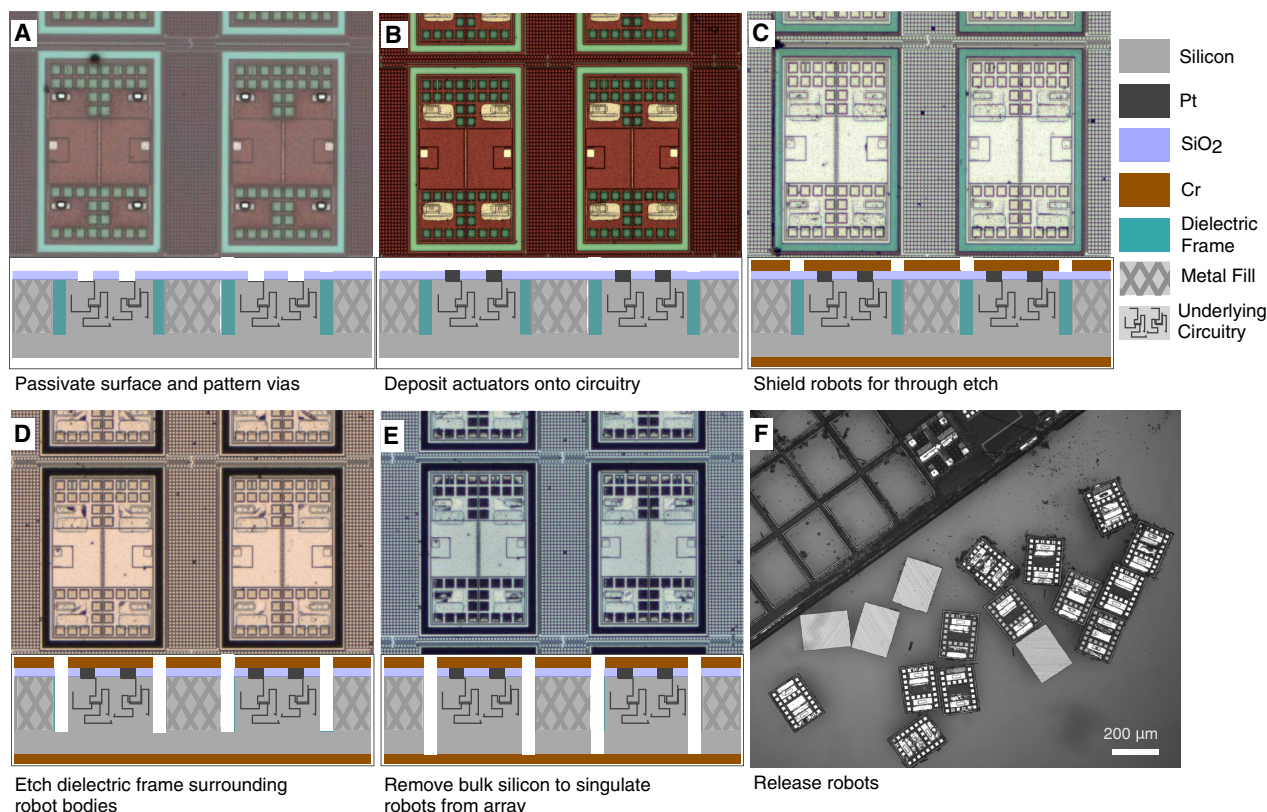 A
B
C
Silicon
Pt
SiO2
Cr
Dielectric
Frame
Metal Fill
Underlying
Circuitry
Passivate surface and pattern vias
Deposit actuators onto circuitry
Shield robots for through etch
D
E
F
200 µm
Etch dielectric frame surrounding
robot bodies
Remove bulk silicon to singulate
robots from array
Release robots